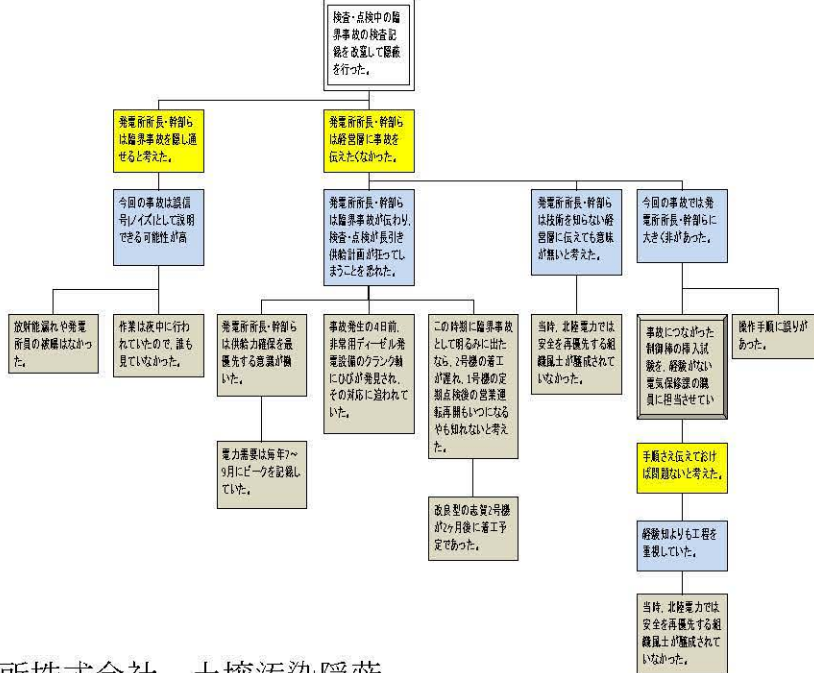 検査・点検中の臨
界事故の検査記
録を改竄して隠蔽
を行った。
発電所所長・幹部ら
は臨界事故を隠し通
せると考えた。
発電所所長・幹部ら
は経営層に事故を
伝えたくなかった。
今回の事故は誤信
号(ノイズ)として説明
できる可能性が高
発電所所長・幹部ら
は臨界事故が伝わり、
検査・点検が長引き
供給計画が狂ってし
まうことを恐れた。
発電所所長・幹部ら
は技術を知らない経
営層に伝えても意味
が無いと考えた。
今回の事故では発
電所所長・幹部らに
大きく非があった。
放射能漏れや発電
所員の被曝はなかっ
た。
作業は夜中に行わ
れていたので、誰も
見ていなかった。
発電所所長・幹部ら
は供給力確保を最
優先する意識が働
いた。
事故発生の4日前、
非常用ディーゼル発
電設備のクランク軸
にひびが発見され、
その対応に追われて
いた。
この時期に臨界事故
として明るみに出た
なら、2号機の着工
が遅れ、1号機の定
期点検後の営業運
転再開もいつになる
やも知れないと考え
た。
当時、北陸電力では
安全を再優先する組
織風土が醸成されて
いなかった。
事故につながった
制御棒の挿入試
験を、経験がない
電気保修課の職
員に担当させてい
操作手順に誤りが
あった。
電力需要は毎年7～
9月にピークを記録し
ていた。
手順さえ伝えておけ
ば問題ないと考えた。
改良型の志賀2号機
が2ヶ月後に着工予
定であった。
経験知よりも工程を
重視していた。
当時、北陸電力では
安全を再優先する組
織風土が醸成されて
いなかった。
所株式会社 土壌汚染隠蔽